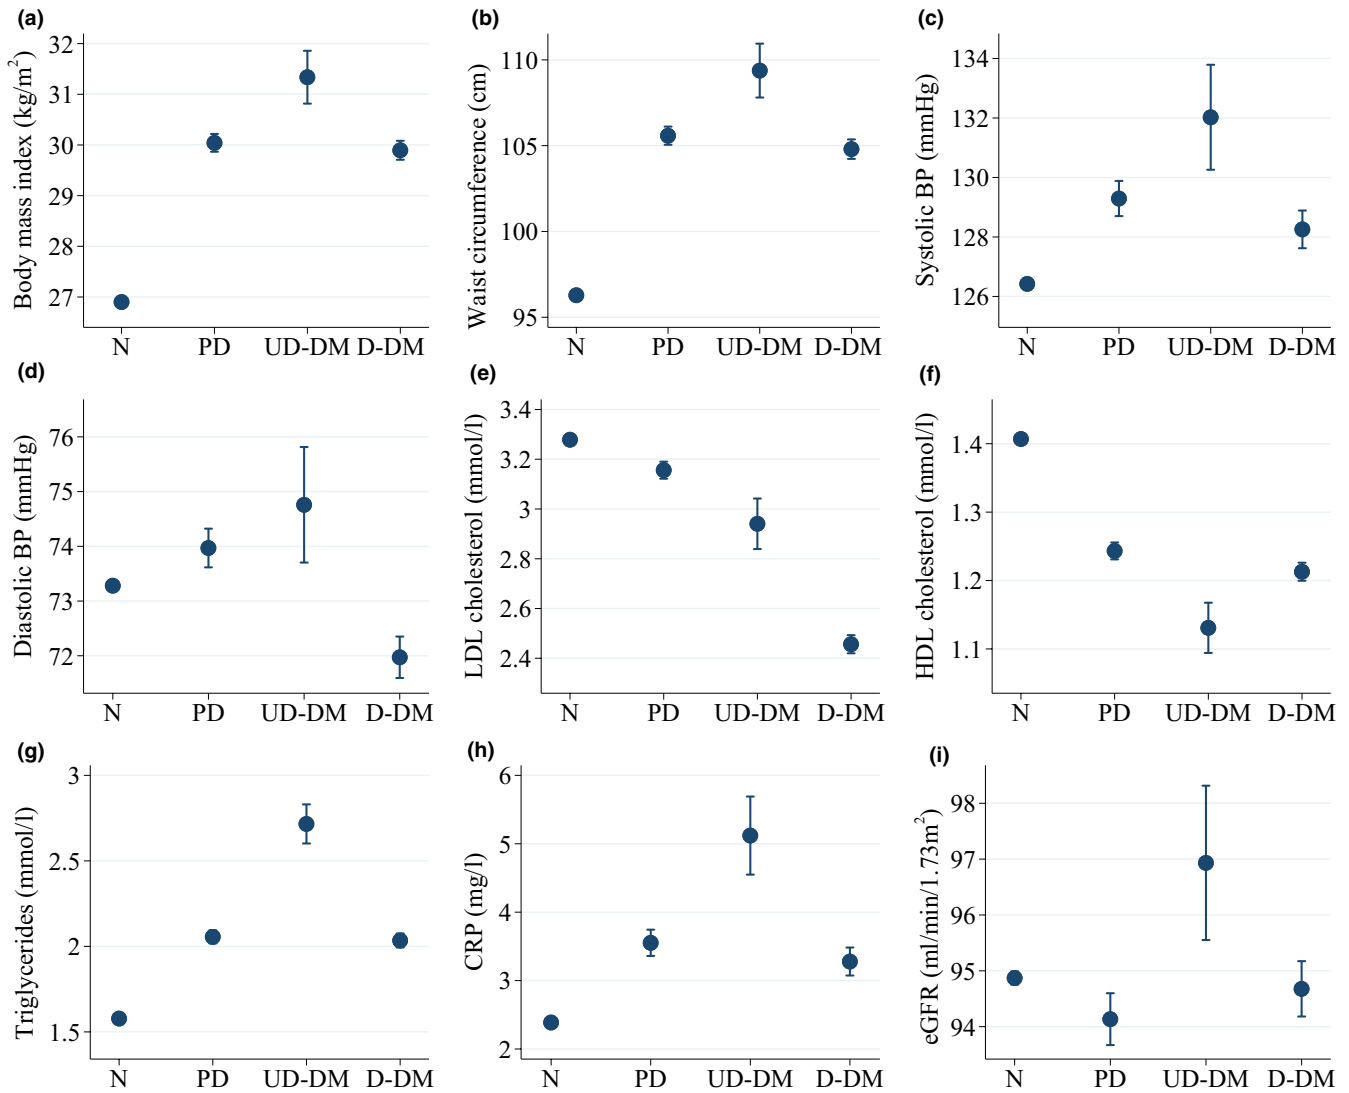 (a)
Body mass index (kg/m²)
32
31
30
29
28
27
N PD UD-DM D-DM
(b)
Waist circumference (cm)
110
105
100
95
N PD UD-DM D-DM
(c)
Systolic BP (mmHg)
134
132
130
128
126
N PD UD-DM D-DM
(d)
Diastolic BP (mmHg)
76
75
74
73
72
N PD UD-DM D-DM
(e)
LDL cholesterol (mmol/l)
3.4
3.2
3
2.8
2.6
2.4
N PD UD-DM D-DM
(f)
HDL cholesterol (mmol/l)
1.4
1.3
1.2
1.1
N PD UD-DM D-DM
(g)
Triglycerides (mmol/l)
3
2.5
2
1.5
N PD UD-DM D-DM
(h)
CRP (mg/l)
6
5
4
3
2
N PD UD-DM D-DM
(i)
eGFR (ml/min/1.73m²)
98
97
96
95
94
N PD UD-DM D-DM